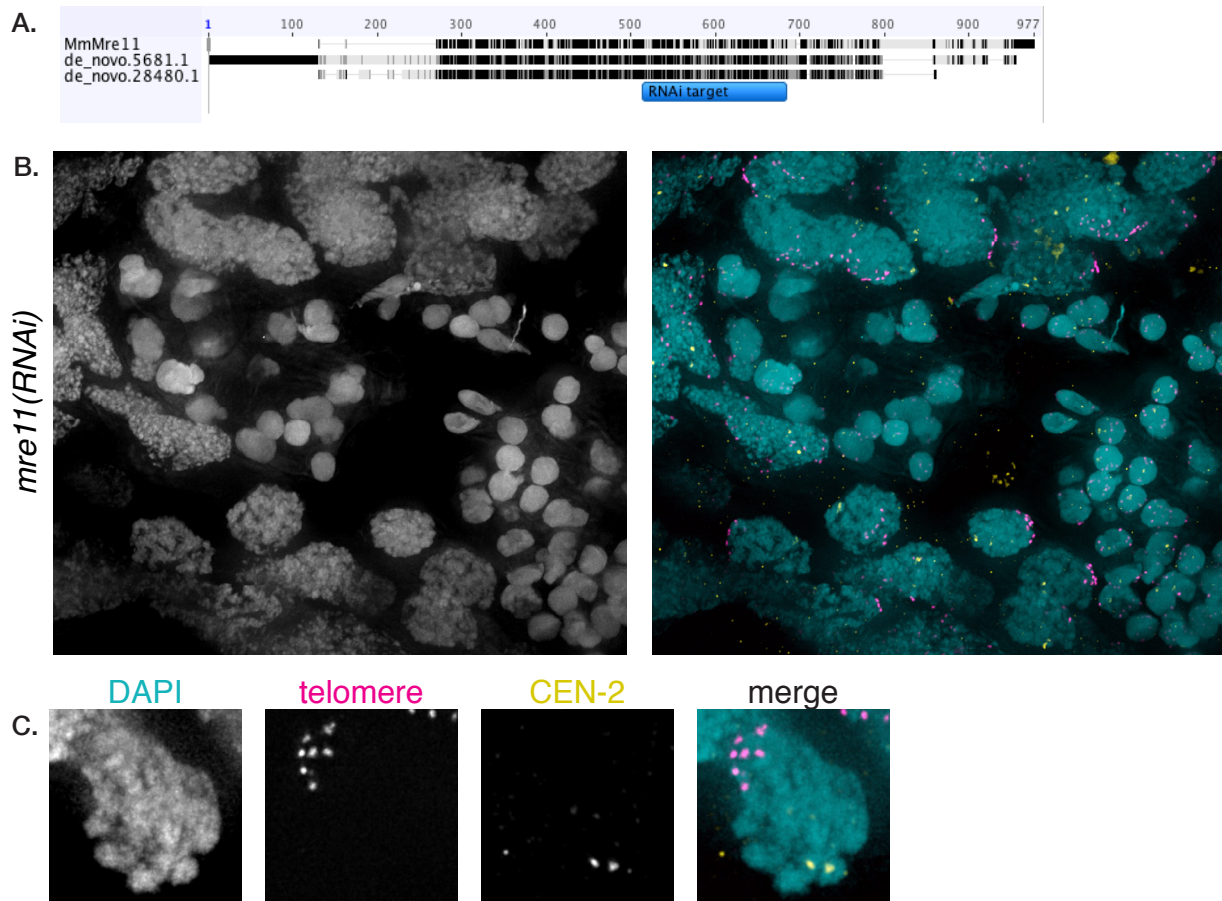 A.
1 100 200 300 400 500 600 700 800 900 977
MmMre11
de_novo.5681.1
de_novo.28480.1
RNAi target
B.
mre11(RNAi)
DAPI telomere CEN-2 merge
C.